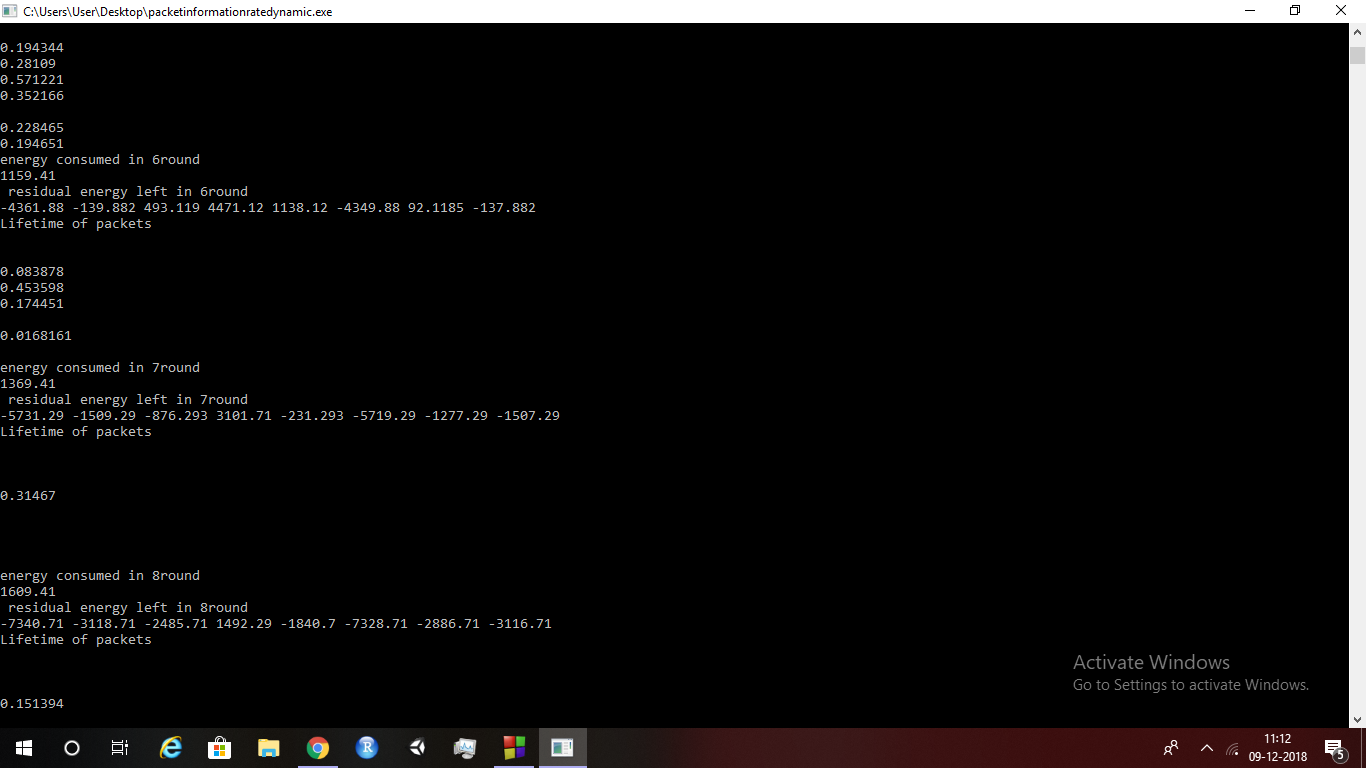 C:\Users\User\Desktop\packetinformationratedynamic.exe
0.194344
0.28109
0.571221
0.352166
0.228465
0.194651
energy consumed in 6round
1159.41
residual energy left in 6round
-4361.88 -139.882 493.119 4471.12 1138.12 -4349.88 92.1185 -137.882
Lifetime of packets
0.083878
0.453598
0.174451
0.0168161
energy consumed in 7round
1369.41
residual energy left in 7round
-5731.29 -1509.29 -876.293 3101.71 -231.293 -5719.29 -1277.29 -1507.29
Lifetime of packets
0.31467
energy consumed in 8round
1609.41
residual energy left in 8round
-7340.71 -3118.71 -2485.71 1492.29 -1840.7 -7328.71 -2886.71 -3116.71
Lifetime of packets
0.151394
Activate Windows
Go to Settings to activate Windows.
R
11:12
09-12-2018
5